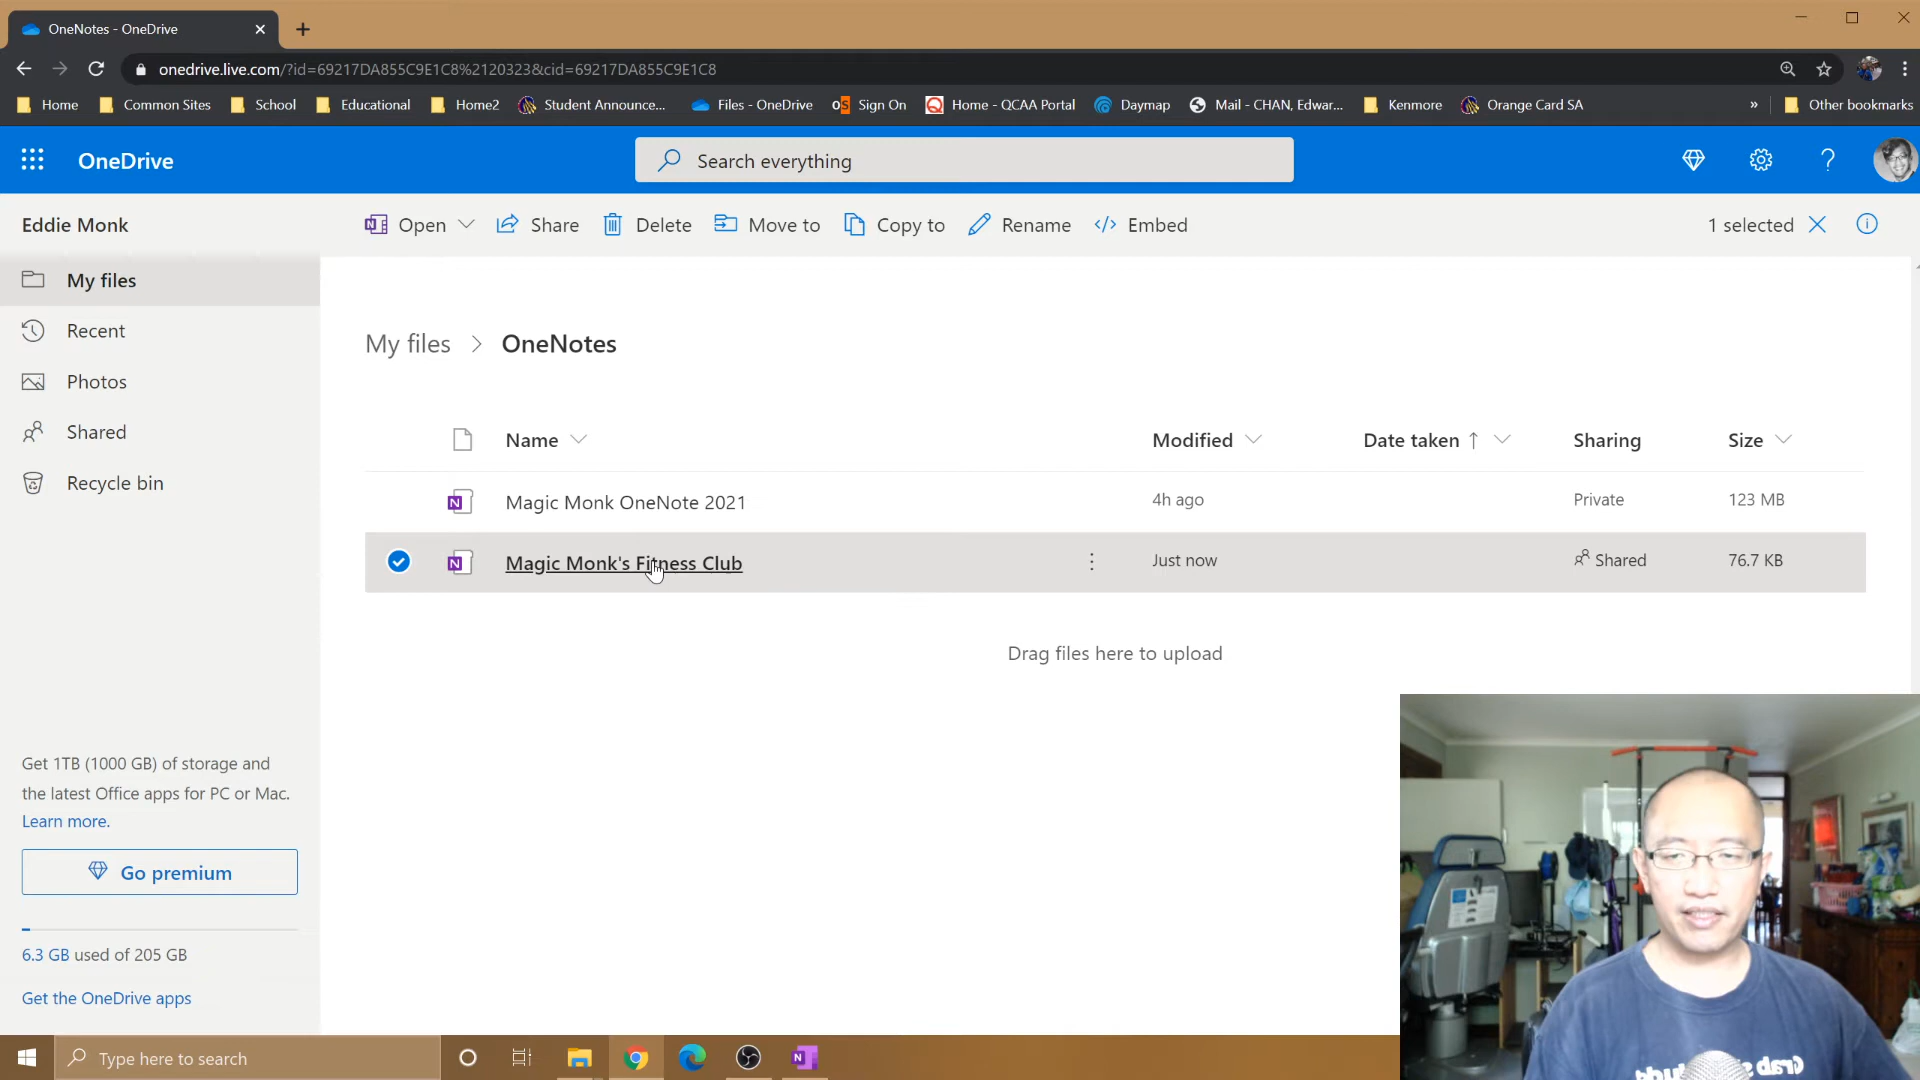 OneNotes - OneDrive
onedrive.live.com/?id=69217DA855C9E1C8%2120323&cid=69217DA855C9E1C8
Home Common Sites School Educational Home2 Student Announce... Files - OneDrive Sign On Home - QCAA Portal Daymap Mail - CHAN, Edwar... Kenmore Orange Card SA » Other bookmarks
OneDrive
Search everything
Eddie Monk
Open Share Delete Move to Copy to Rename Embed 1 selected
My files
Recent
Photos
Shared
Recycle bin
My files > OneNotes
Name Modified Date taken ↑ Sharing Size
Magic Monk OneNote 2021 4h ago Private 123 MB
Magic Monk's Fitness Club Just now Shared 76.7 KB
Drag files here to upload
Get 1TB (1000 GB) of storage and
the latest Office apps for PC or Mac.
Learn more.
Go premium
6.3 GB used of 205 GB
Get the OneDrive apps
Type here to search